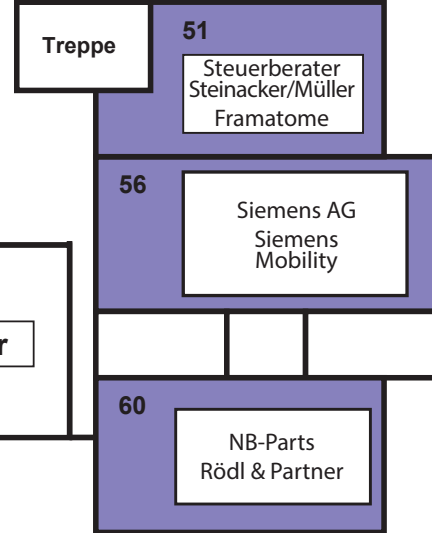 Treppe
51
Steuerberater
Steinacker/Müller
Framatome
56
Siemens AG
Siemens
Mobility
r
60
NB-Parts
Rödl & Partner